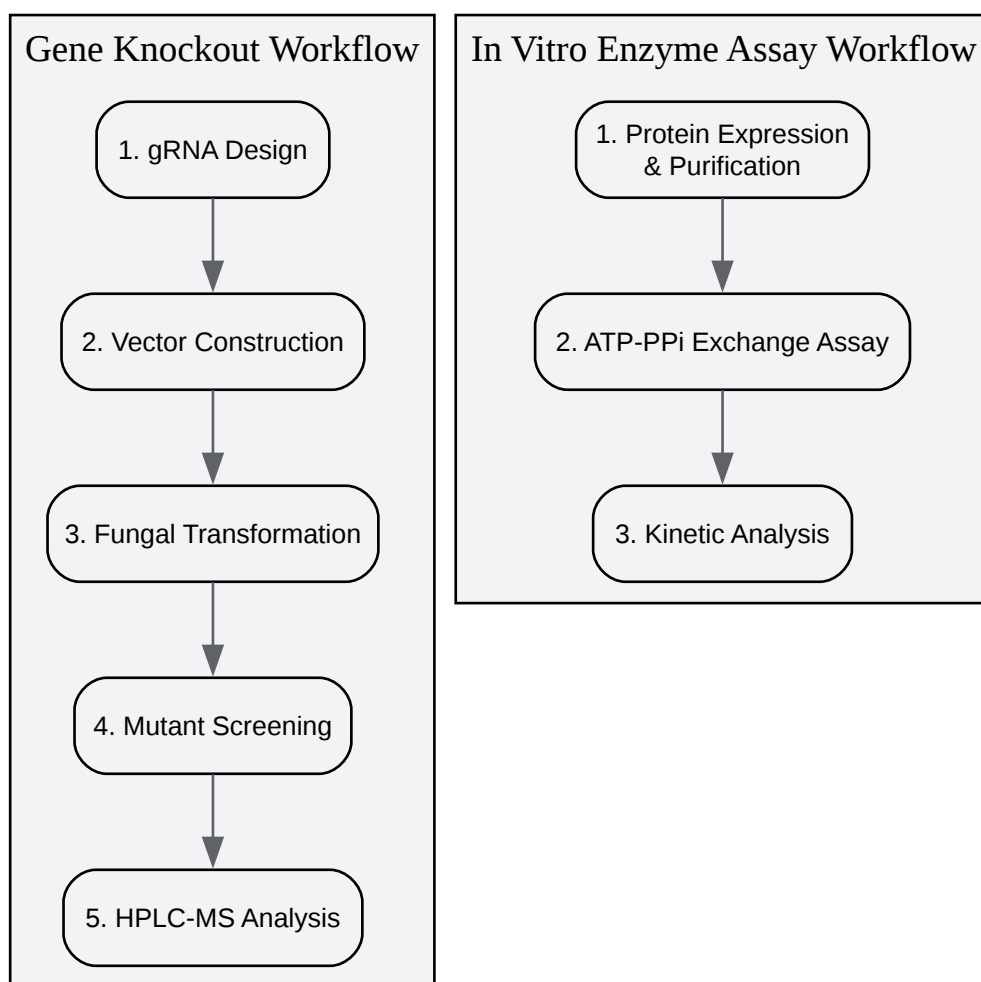 Gene Knockout Workflow
1. gRNA Design
2. Vector Construction
3. Fungal Transformation
4. Mutant Screening
5. HPLC-MS Analysis
In Vitro Enzyme Assay Workflow
1. Protein Expression
& Purification
2. ATP-PPi Exchange Assay
3. Kinetic Analysis